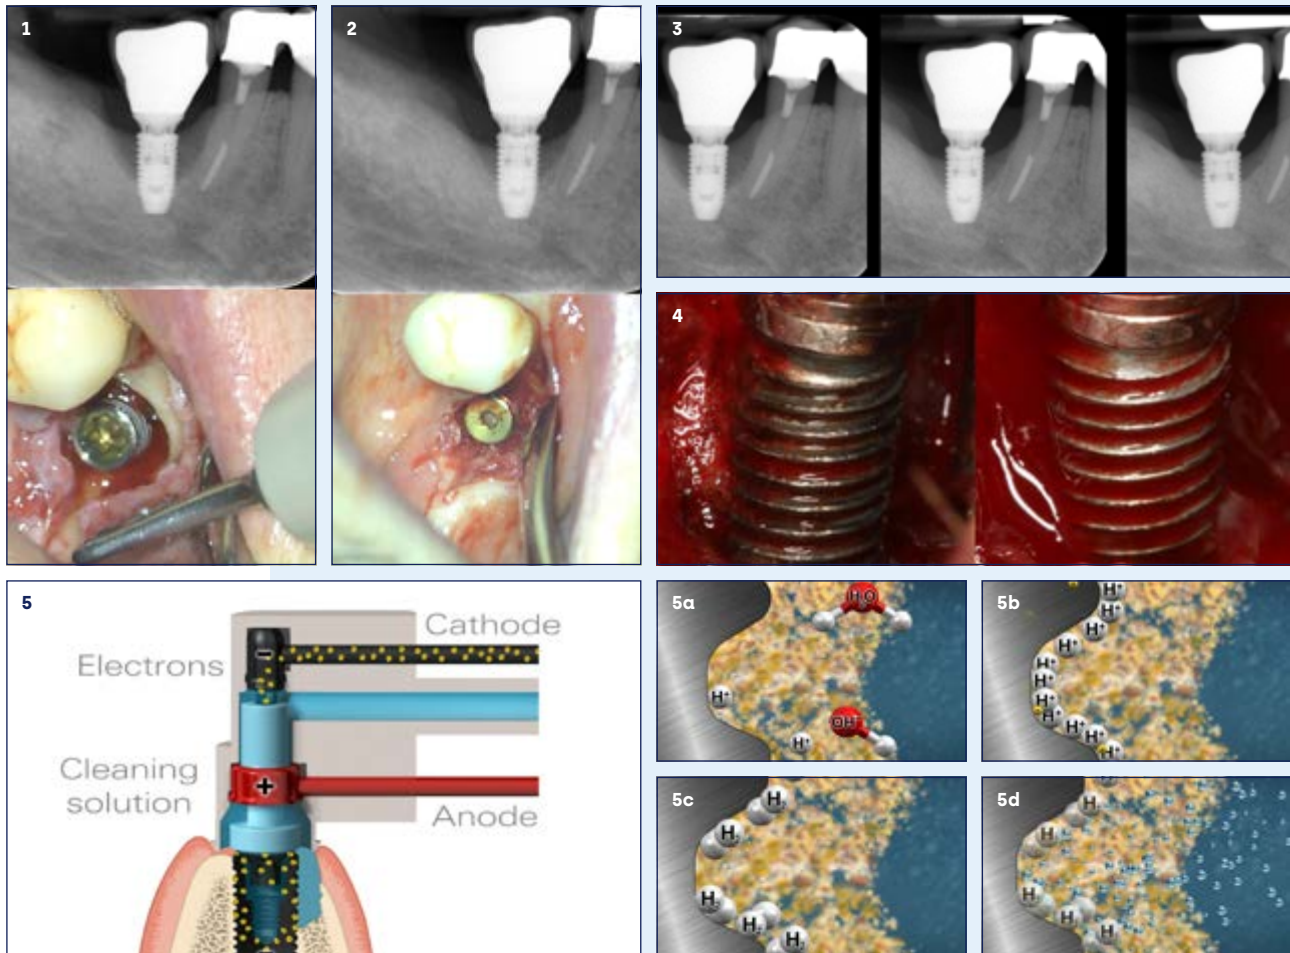 1
2
3
4
5
Electrons
Cathode
−
Cleaning
solution
+
Anode
5a
H₂O
H⁺
OH⁻
H⁺
5b
H⁺
H⁺
H⁺
H⁺
H⁺
H⁺
H⁺
H⁺
H⁺
H⁺
H⁺
5c
H₂
H₂
H₂
H₂
H₂
5d
H
H
H
H
H